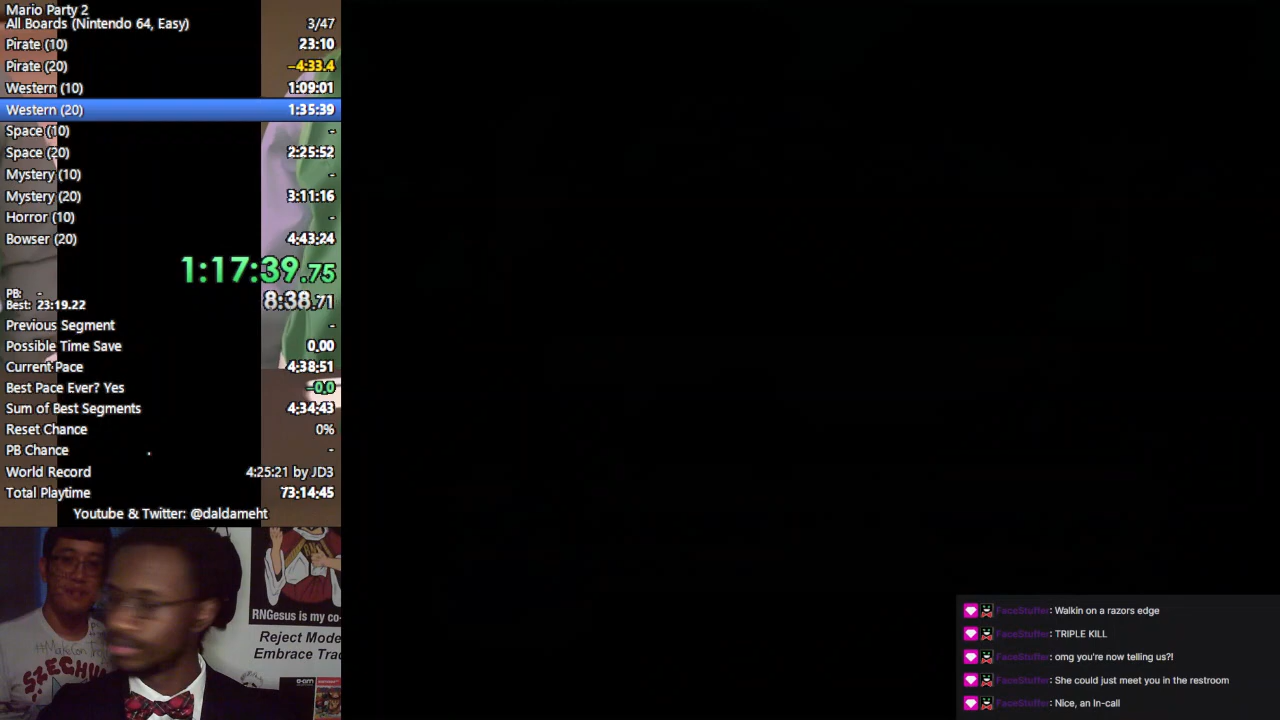 Mario Party 2
All Boards (Nintendo 64, Easy) 3/47
Pirate (10) 23:10
Pirate (20) -4:33.4
Western (10) 1:09:01
Western (20) 1:35:39
Space (10) -
Space (20) 2:25:52
Mystery (10) -
Mystery (20) 3:11:16
Horror (10) -
Bowser (20) 4:43:24
1:17:39.75
PB: -
Best: 23:19.22
8:38.71
Previous Segment -
Possible Time Save 0.00
Current Pace 4:38:51
Best Pace Ever? Yes -0.0
Sum of Best Segments 4:34:43
Reset Chance 0%
PB Chance -
World Record 4:25:21 by JD3
Total Playtime 73:14:45
Youtube & Twitter: @daldameht
RNGesus is my co-
Reject Mode
Embrace Tra
SZECHU
FaceStuffer: Walkin on a razors edge
FaceStuffer: TRIPLE KILL
FaceStuffer: omg you're now telling us?!
FaceStuffer: She could just meet you in the restroom
FaceStuffer: Nice, an In-call